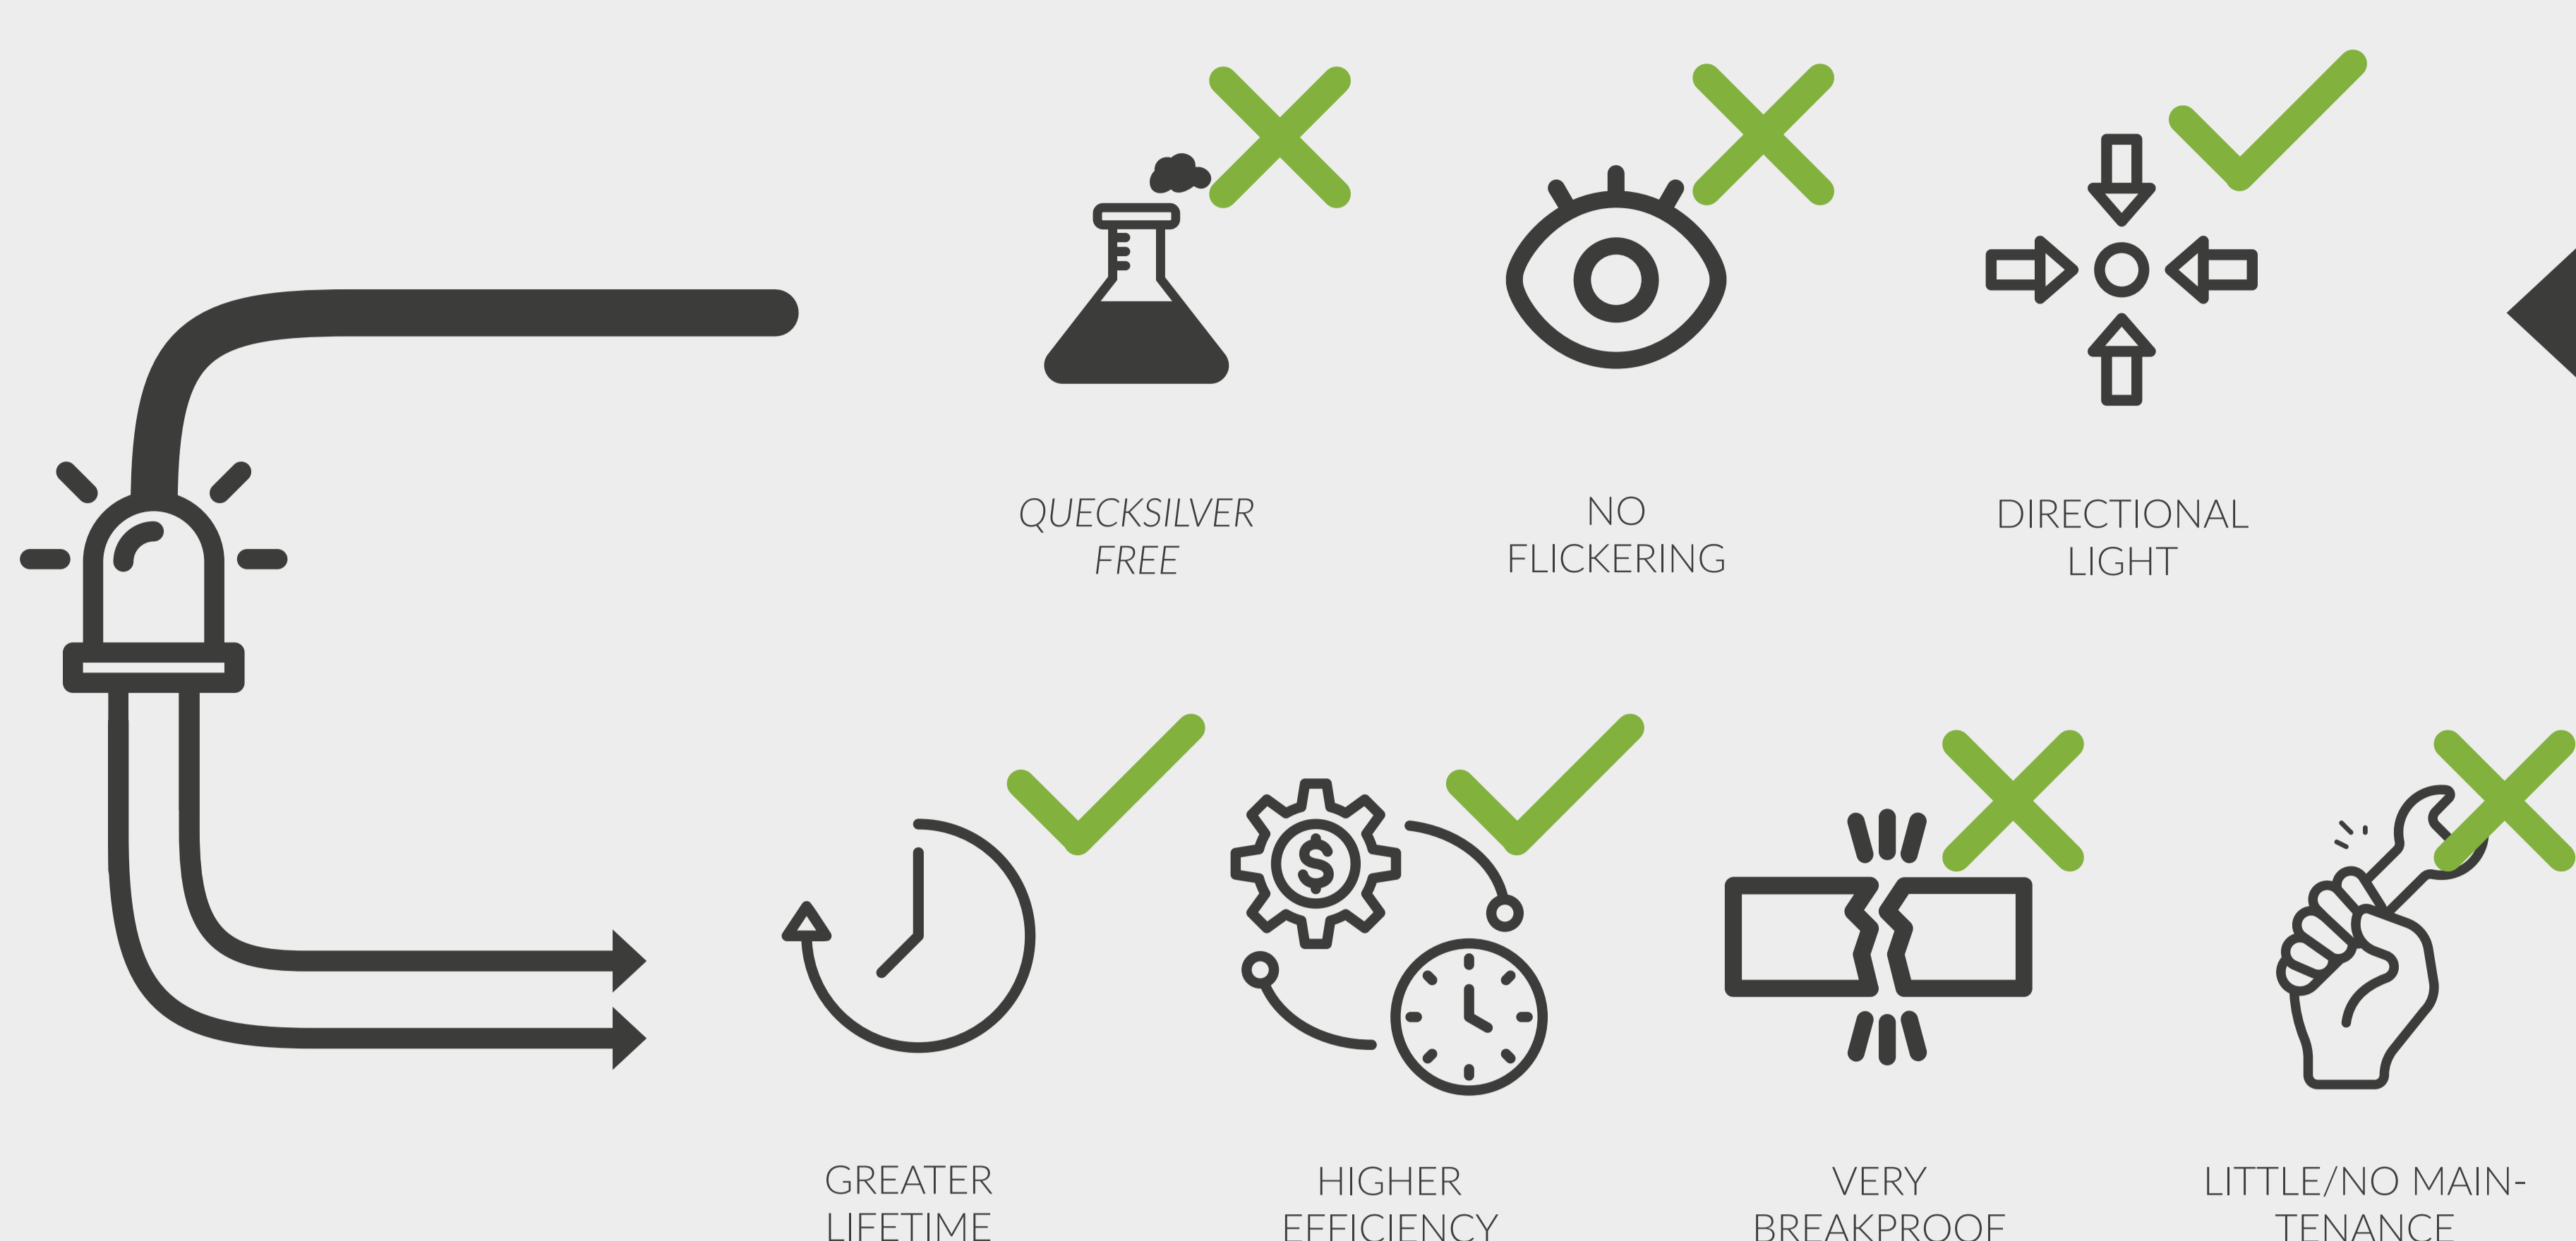 QUECKSILVER
FREE
NO
FLICKERING
DIRECTIONAL
LIGHT
$
GREATER
LIFETIME
HIGHER
EFFICIENCY
VERY
BREAKPROOF
LITTLE/NO MAIN-
TENANCE